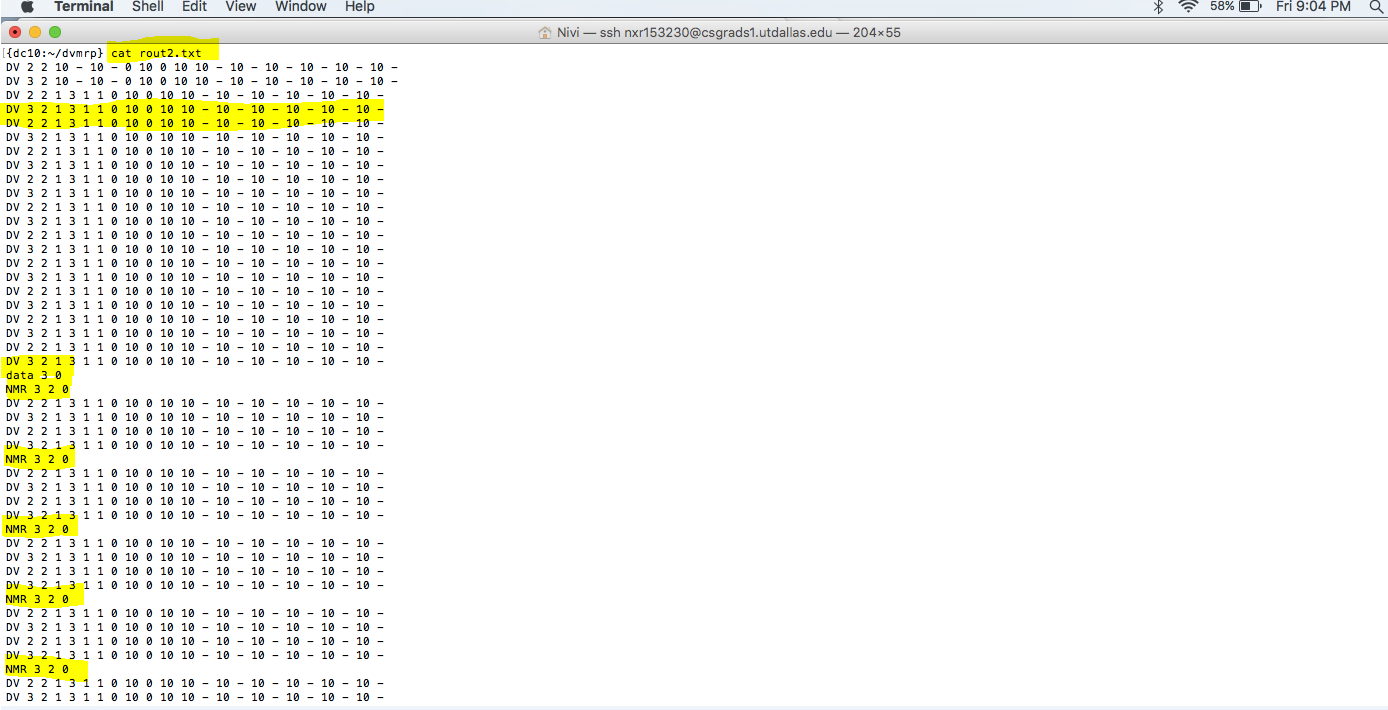 Terminal Shell Edit View Window Help 58% Fri 9:04 PM
Nivi — ssh nxr153230@csgrads1.utdallas.edu — 204×55
[{dc10:~/dvmrp} cat rout2.txt
DV 2 2 10 - 10 - 0 10 0 10 10 - 10 - 10 - 10 - 10 - 10 -
DV 3 2 10 - 10 - 0 10 0 10 10 - 10 - 10 - 10 - 10 - 10 -
DV 2 2 1 3 1 1 0 10 0 10 10 - 10 - 10 - 10 - 10 - 10 -
DV 3 2 1 3 1 1 0 10 0 10 10 - 10 - 10 - 10 - 10 - 10 -
DV 2 2 1 3 1 1 0 10 0 10 10 - 10 - 10 - 10 - 10 - 10 -
DV 3 2 1 3 1 1 0 10 0 10 10 - 10 - 10 - 10 - 10 - 10 -
DV 2 2 1 3 1 1 0 10 0 10 10 - 10 - 10 - 10 - 10 - 10 -
DV 3 2 1 3 1 1 0 10 0 10 10 - 10 - 10 - 10 - 10 - 10 -
DV 2 2 1 3 1 1 0 10 0 10 10 - 10 - 10 - 10 - 10 - 10 -
DV 3 2 1 3 1 1 0 10 0 10 10 - 10 - 10 - 10 - 10 - 10 -
DV 2 2 1 3 1 1 0 10 0 10 10 - 10 - 10 - 10 - 10 - 10 -
DV 3 2 1 3 1 1 0 10 0 10 10 - 10 - 10 - 10 - 10 - 10 -
DV 2 2 1 3 1 1 0 10 0 10 10 - 10 - 10 - 10 - 10 - 10 -
DV 3 2 1 3 1 1 0 10 0 10 10 - 10 - 10 - 10 - 10 - 10 -
DV 2 2 1 3 1 1 0 10 0 10 10 - 10 - 10 - 10 - 10 - 10 -
DV 3 2 1 3 1 1 0 10 0 10 10 - 10 - 10 - 10 - 10 - 10 -
DV 2 2 1 3 1 1 0 10 0 10 10 - 10 - 10 - 10 - 10 - 10 -
DV 3 2 1 3 1 1 0 10 0 10 10 - 10 - 10 - 10 - 10 - 10 -
DV 2 2 1 3 1 1 0 10 0 10 10 - 10 - 10 - 10 - 10 - 10 -
DV 3 2 1 3 1 1 0 10 0 10 10 - 10 - 10 - 10 - 10 - 10 -
DV 2 2 1 3 1 1 0 10 0 10 10 - 10 - 10 - 10 - 10 - 10 -
DV 3 2 1 3 1 1 0 10 0 10 10 - 10 - 10 - 10 - 10 - 10 -
data 3 0
NMR 3 2 0
DV 2 2 1 3 1 1 0 10 0 10 10 - 10 - 10 - 10 - 10 - 10 -
DV 3 2 1 3 1 1 0 10 0 10 10 - 10 - 10 - 10 - 10 - 10 -
DV 2 2 1 3 1 1 0 10 0 10 10 - 10 - 10 - 10 - 10 - 10 -
DV 3 2 1 3 1 1 0 10 0 10 10 - 10 - 10 - 10 - 10 - 10 -
NMR 3 2 0
DV 2 2 1 3 1 1 0 10 0 10 10 - 10 - 10 - 10 - 10 - 10 -
DV 3 2 1 3 1 1 0 10 0 10 10 - 10 - 10 - 10 - 10 - 10 -
DV 2 2 1 3 1 1 0 10 0 10 10 - 10 - 10 - 10 - 10 - 10 -
DV 3 2 1 3 1 1 0 10 0 10 10 - 10 - 10 - 10 - 10 - 10 -
NMR 3 2 0
DV 2 2 1 3 1 1 0 10 0 10 10 - 10 - 10 - 10 - 10 - 10 -
DV 3 2 1 3 1 1 0 10 0 10 10 - 10 - 10 - 10 - 10 - 10 -
DV 2 2 1 3 1 1 0 10 0 10 10 - 10 - 10 - 10 - 10 - 10 -
DV 3 2 1 3 1 1 0 10 0 10 10 - 10 - 10 - 10 - 10 - 10 -
NMR 3 2 0
DV 2 2 1 3 1 1 0 10 0 10 10 - 10 - 10 - 10 - 10 - 10 -
DV 3 2 1 3 1 1 0 10 0 10 10 - 10 - 10 - 10 - 10 - 10 -
DV 2 2 1 3 1 1 0 10 0 10 10 - 10 - 10 - 10 - 10 - 10 -
DV 3 2 1 3 1 1 0 10 0 10 10 - 10 - 10 - 10 - 10 - 10 -
NMR 3 2 0
DV 2 2 1 3 1 1 0 10 0 10 10 - 10 - 10 - 10 - 10 - 10 -
DV 3 2 1 3 1 1 0 10 0 10 10 - 10 - 10 - 10 - 10 - 10 -